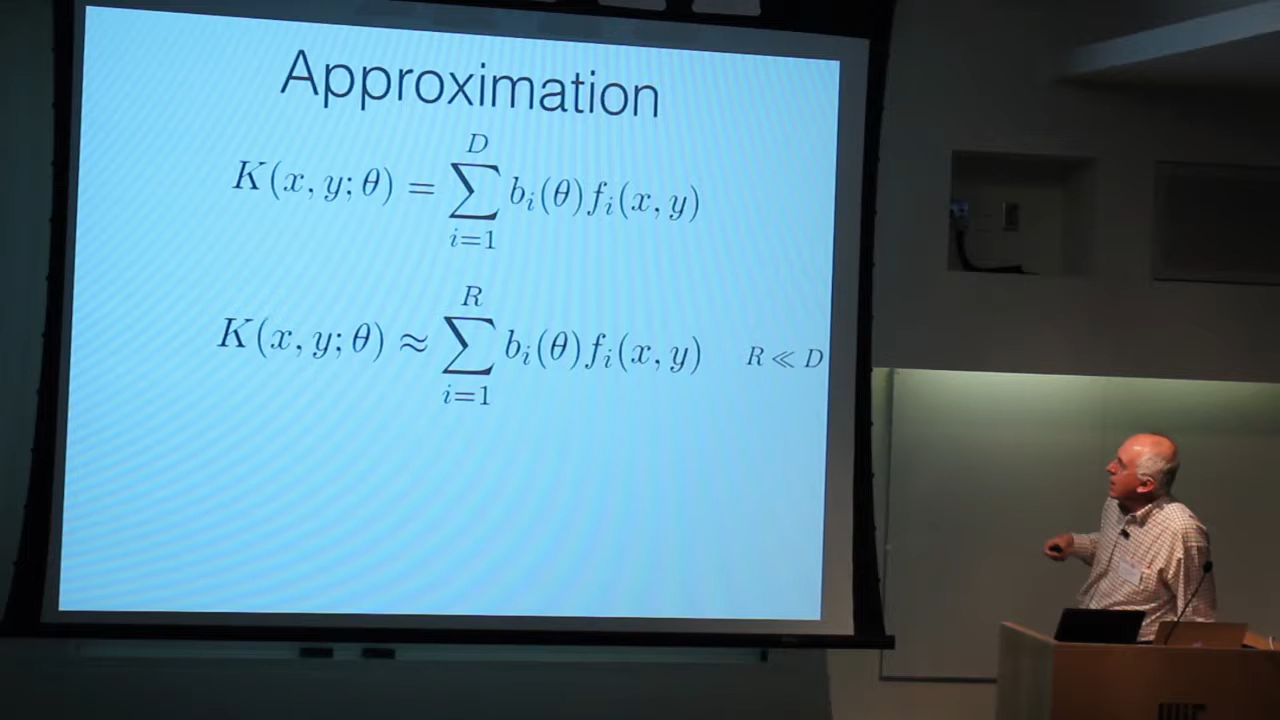 Approximation
K(x, y; θ) = ∑_{i=1}^{D} b_i(θ) f_i(x, y)
K(x, y; θ) ≈ ∑_{i=1}^{R} b_i(θ) f_i(x, y)    R ≪ D